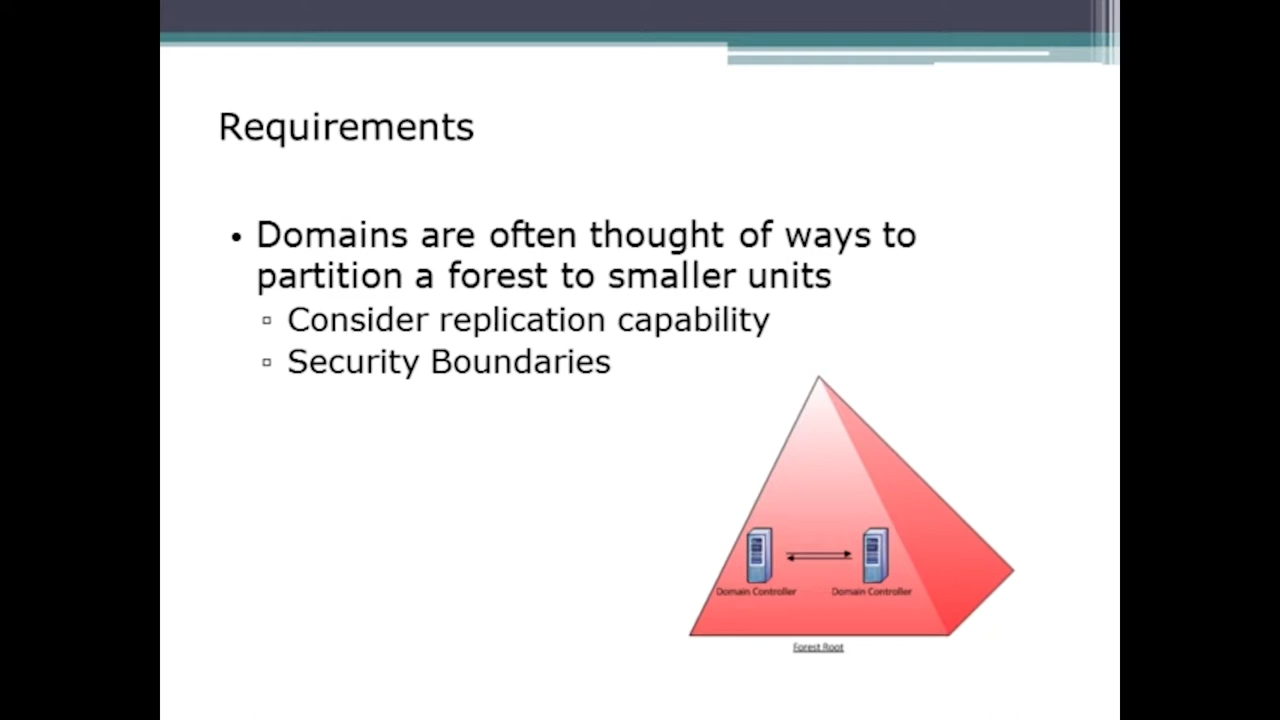 Requirements
• Domains are often thought of ways to
partition a forest to smaller units
▫ Consider replication capability
▫ Security Boundaries
Domain Controller Domain Controller
Forest Root